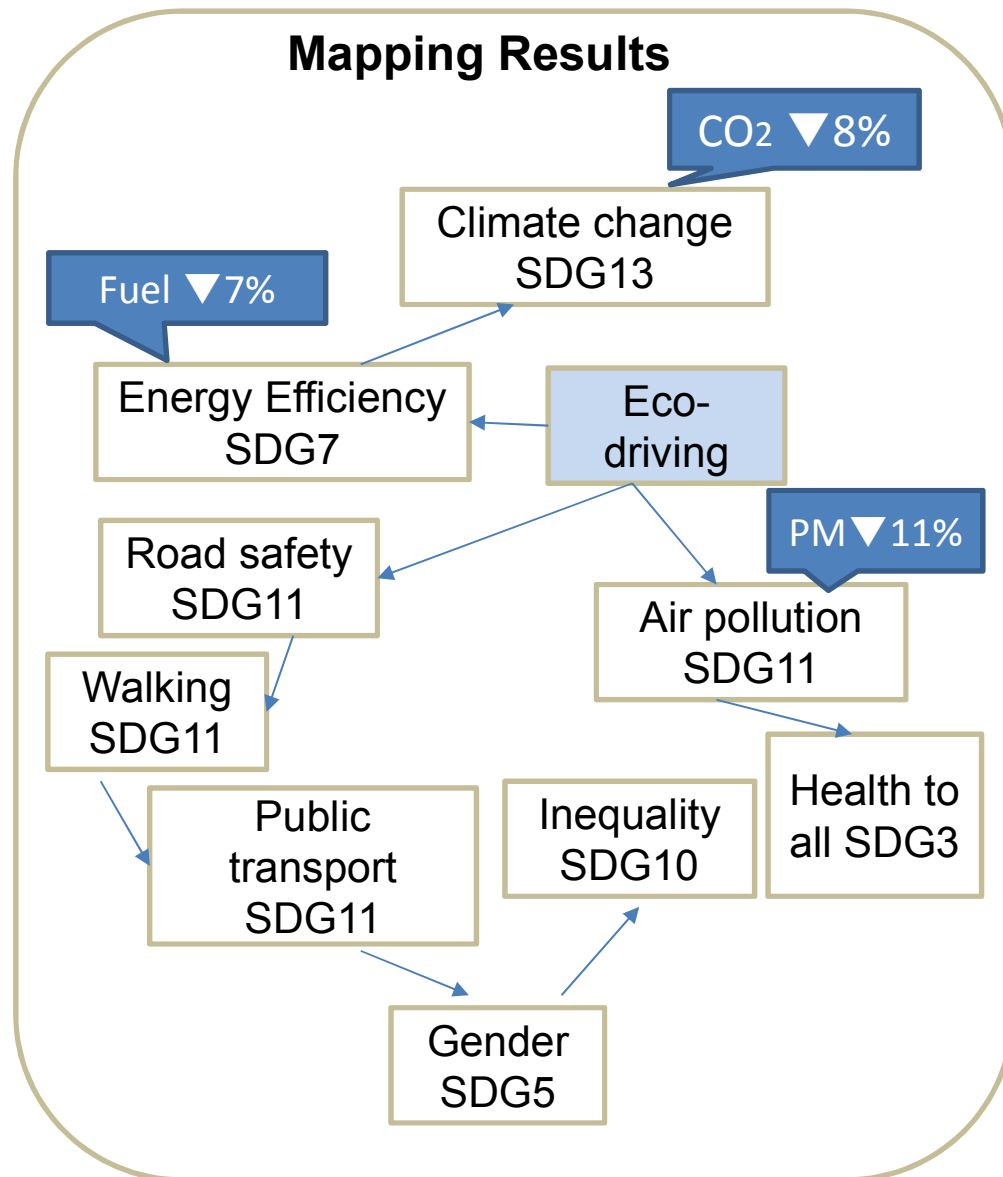 Mapping Results
CO2 ▼8%
Climate change
SDG13
Fuel ▼7%
Energy Efficiency
SDG7
Eco-
driving
PM▼11%
Road safety
SDG11
Air pollution
SDG11
Walking
SDG11
Public
transport
SDG11
Inequality
SDG10
Health to
all SDG3
Gender
SDG5